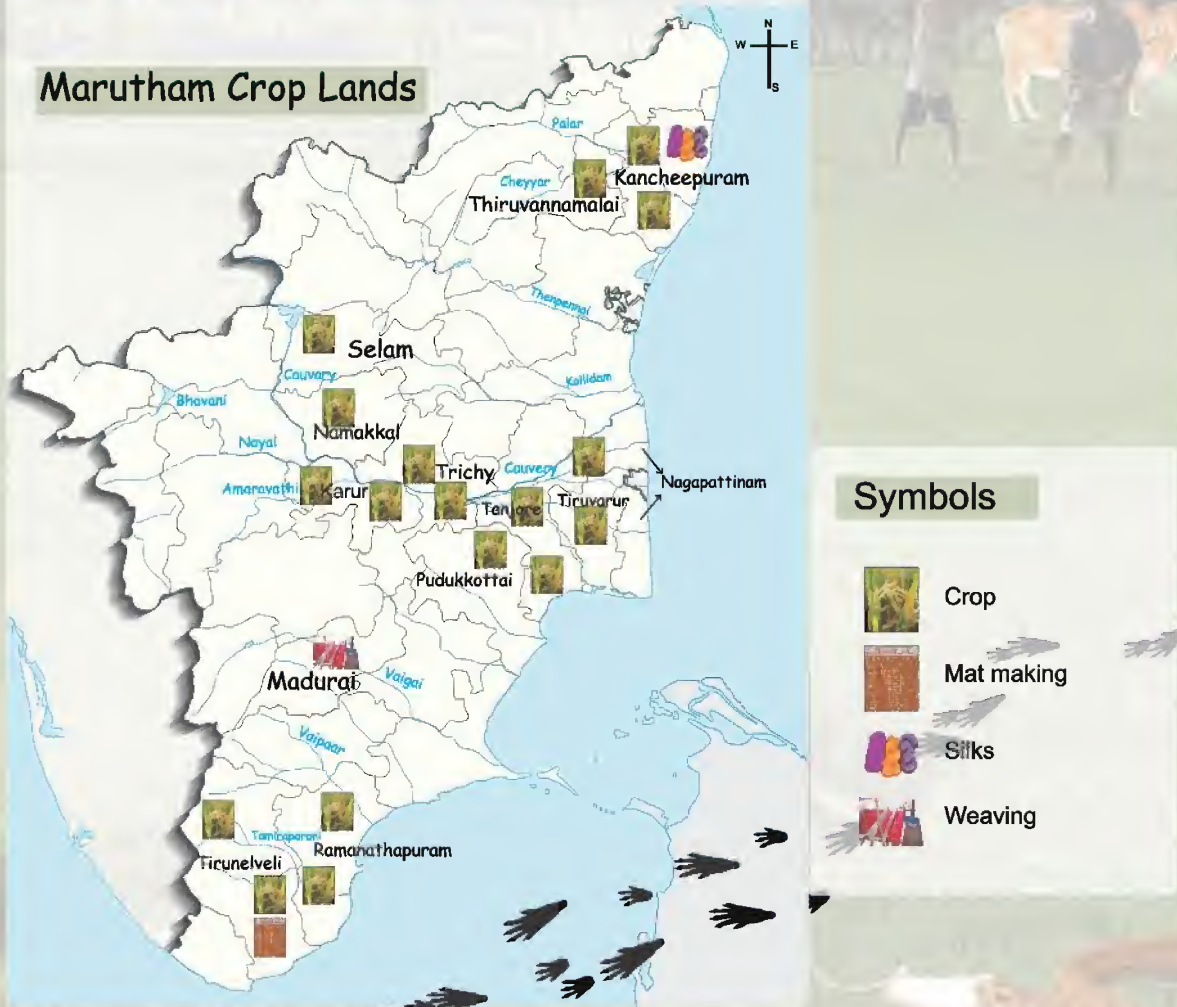 Marutham Crop Lands
N
W E
S
Palar
Kancheepuram
Cheyyar
Thiruvannamalai
Thenpennai
Selam
Cauvary
Kollidam
Bhavani
Namakkal
Noyal
Trichy
Cauvery
Nagapattinam
Amaravathi
Karur
Tanjore
Tiruvarur
Pudukkottai
Madurai
Vaigai
Vaipaar
Tamiraparani
Ramanathapuram
Tirunelveli
Symbols
Crop
Mat making
Silks
Weaving